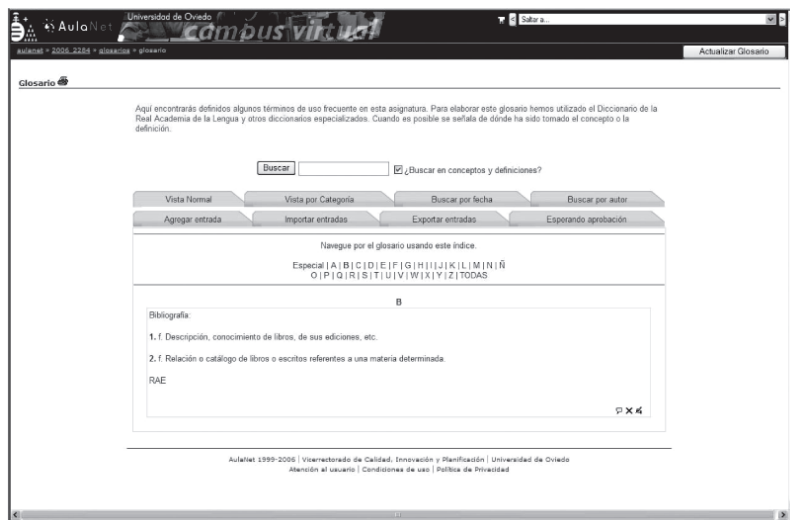 AulaNet
Universidad de Oviedo
campus virtual
Saltar a...
aulanet » 2006_2284 » glosarios » glosario
Actualizar Glosario
Glosario
Aquí encontrarás definidos algunos términos de uso frecuente en esta asignatura. Para elaborar este glosario hemos utilizado el Diccionario de la
Real Academia de la Lengua y otros diccionarios especializados. Cuando es posible se señala de dónde ha sido tomado el concepto o la
definición.
Buscar ¿Buscar en conceptos y definiciones?
Vista Normal Vista por Categoría Buscar por fecha Buscar por autor
Agregar entrada Importar entradas Exportar entradas Esperando aprobación
Navegue por el glosario usando este índice.
Especial | A | B | C | D | E | F | G | H | I | J | K | L | M | N | Ñ
O | P | Q | R | S | T | U | V | W | X | Y | Z | TODAS
B
Bibliografía:
1. f. Descripción, conocimiento de libros, de sus ediciones, etc.
2. f. Relación o catálogo de libros o escritos referentes a una materia determinada.
RAE
AulaNet 1999-2006 | Vicerrectorado de Calidad, Innovación y Planificación | Universidad de Oviedo
Atención al usuario | Condiciones de uso | Política de Privacidad